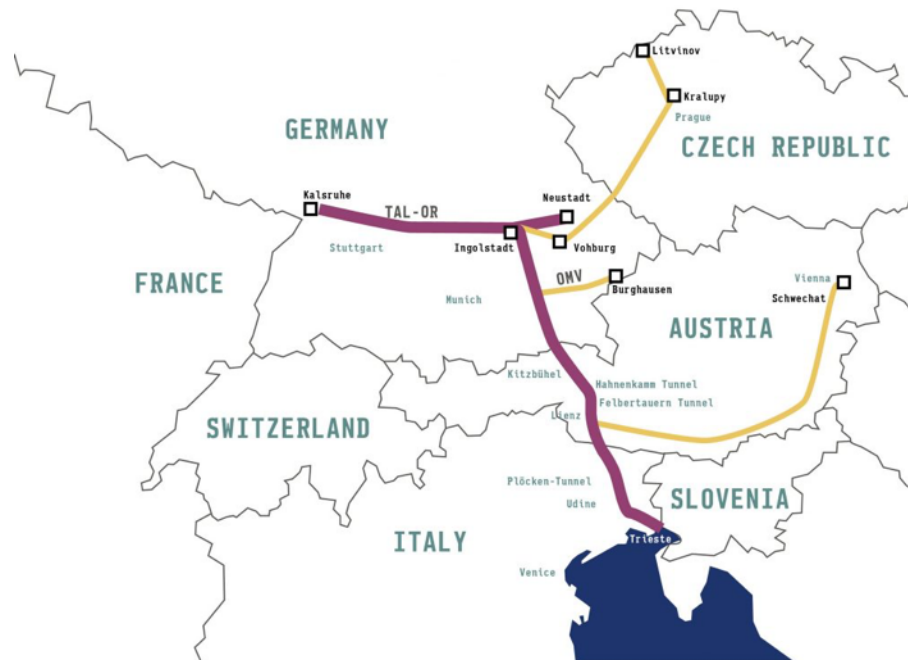 Litvinov
Kralupy
Prague
GERMANY
CZECH REPUBLIC
Kalsruhe
Neustadt
TAL-OR
Stuttgart
Ingolstadt
Vohburg
FRANCE
OMV
Burghausen
Vienna
Munich
Schwechat
AUSTRIA
Kitzbühel
Hahnenkamm Tunnel
Felbertauern Tunnel
Lienz
SWITZERLAND
Plöcken-Tunnel
SLOVENIA
Udine
ITALY
Trieste
Venice